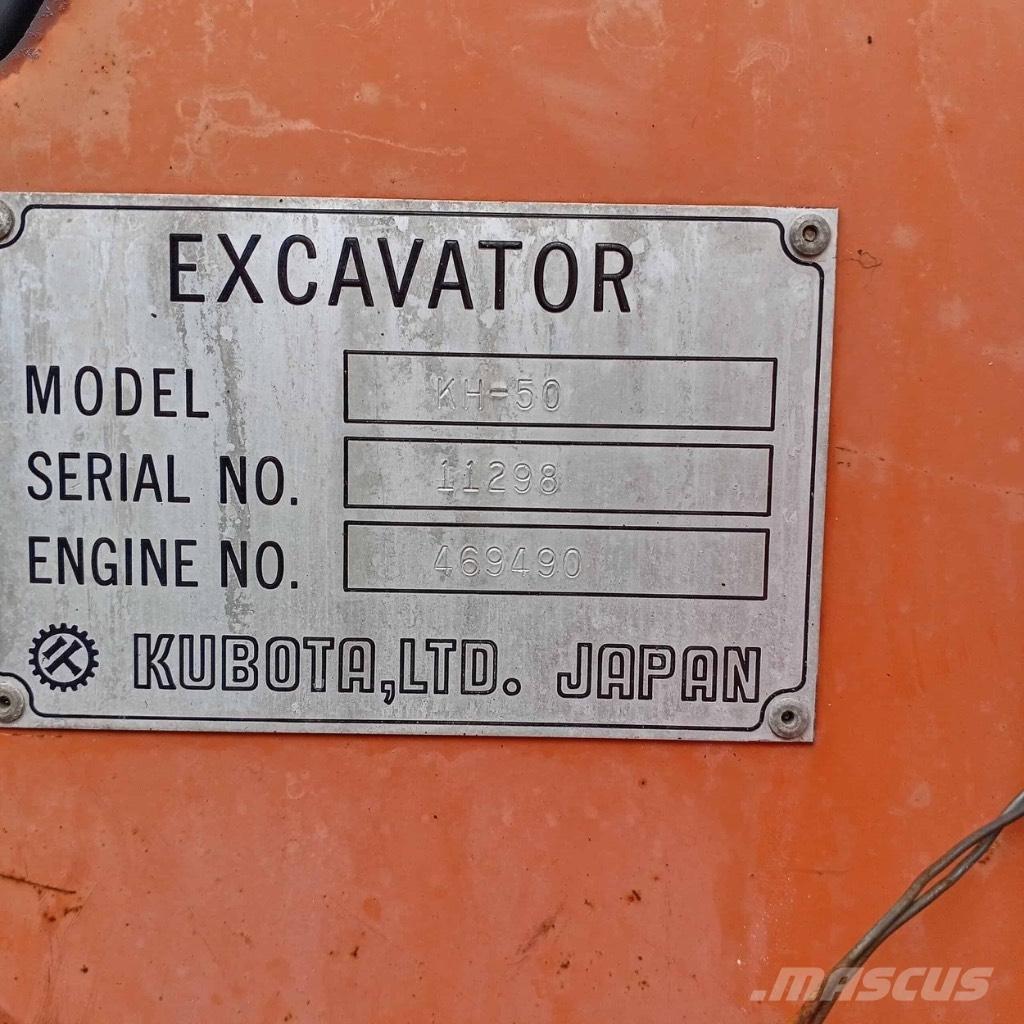 EXCAVATOR
MODEL KH-50
SERIAL NO. 11298
ENGINE NO. 469490
KUBOTA,LTD. JAPAN
.MASCUS